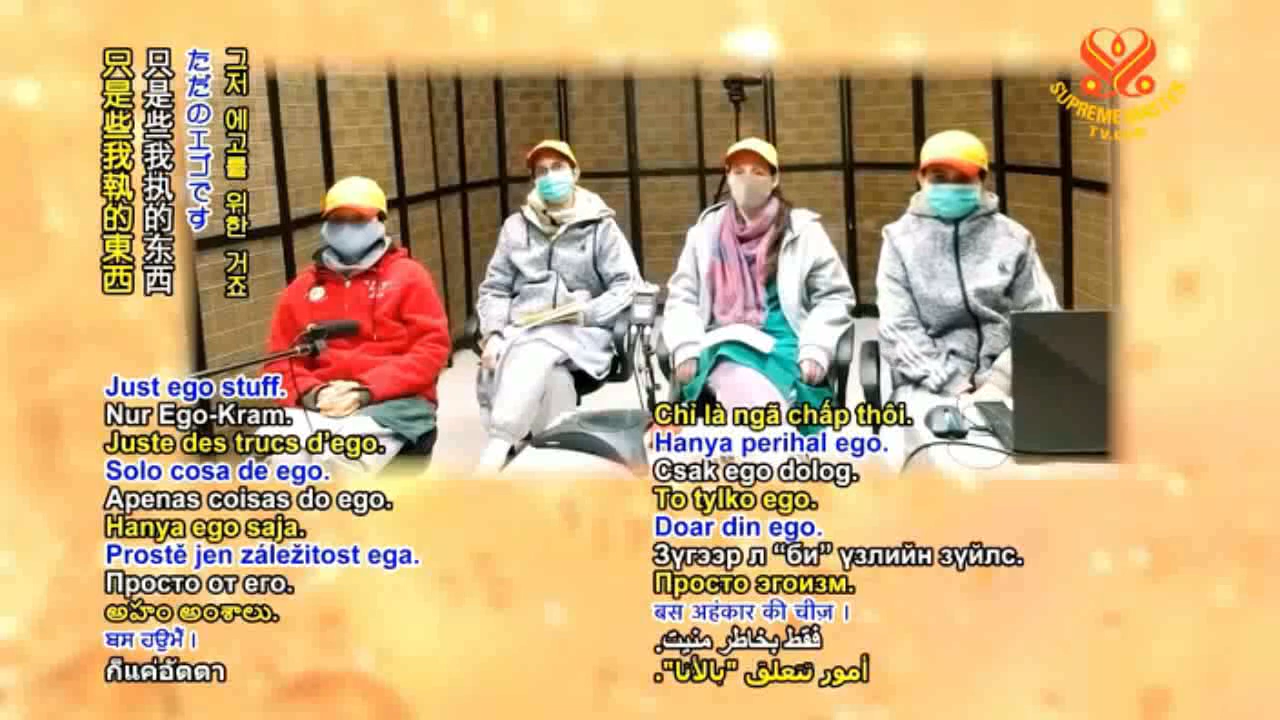 只是些我執的東西
只是些我执的东西
ただのエゴです
그저 에고를 위한 거죠
SUPREME MASTER
TV.com
Just ego stuff.
Nur Ego-Kram.
Juste des trucs d'ego.
Solo cosa de ego.
Apenas coisas do ego.
Hanya ego saja.
Prostě jen záležitost ega.
Просто от его.
అహం అంశాలు.
ਬਸ ਹਉਮੈਂ।
ก็แค่อัตตา
Chỉ là ngã chấp thôi.
Hanya perihal ego.
Csak ego dolog.
To tylko ego.
Doar din ego.
Зүгээр л “би” үзлийн зүйлс.
Просто эгоизм.
बस अहंकार की चीज़।
فقط بخاطر منیت.
أمور تتعلق "بالأنا".